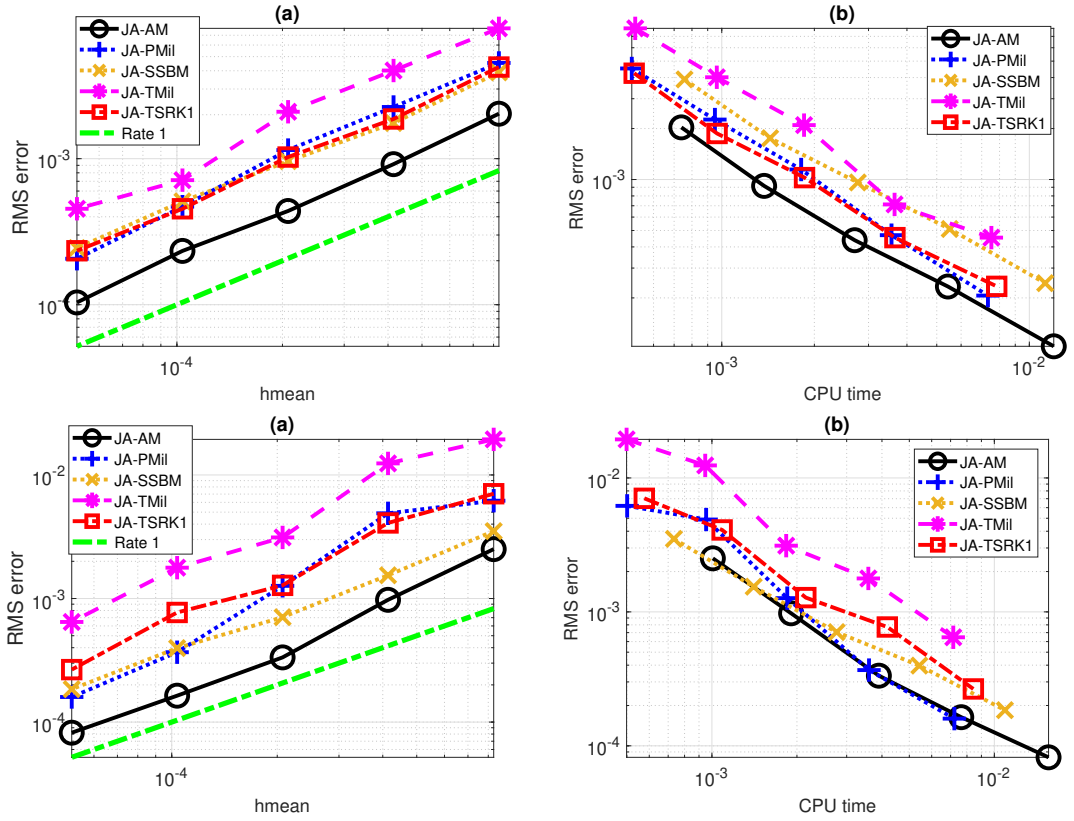 (a)
JA-AM
JA-PMil
JA-SSBM
JA-TMil
JA-TSRK1
Rate 1
RMS error
10-3
10-4
hmean
(b)
JA-AM
JA-PMil
JA-SSBM
JA-TMil
JA-TSRK1
RMS error
10-3
10-3
10-2
CPU time
(a)
JA-AM
JA-PMil
JA-SSBM
JA-TMil
JA-TSRK1
Rate 1
RMS error
10-2
10-3
10-4
10-4
hmean
(b)
JA-AM
JA-PMil
JA-SSBM
JA-TMil
JA-TSRK1
RMS error
10-2
10-3
10-4
10-3
10-2
CPU time